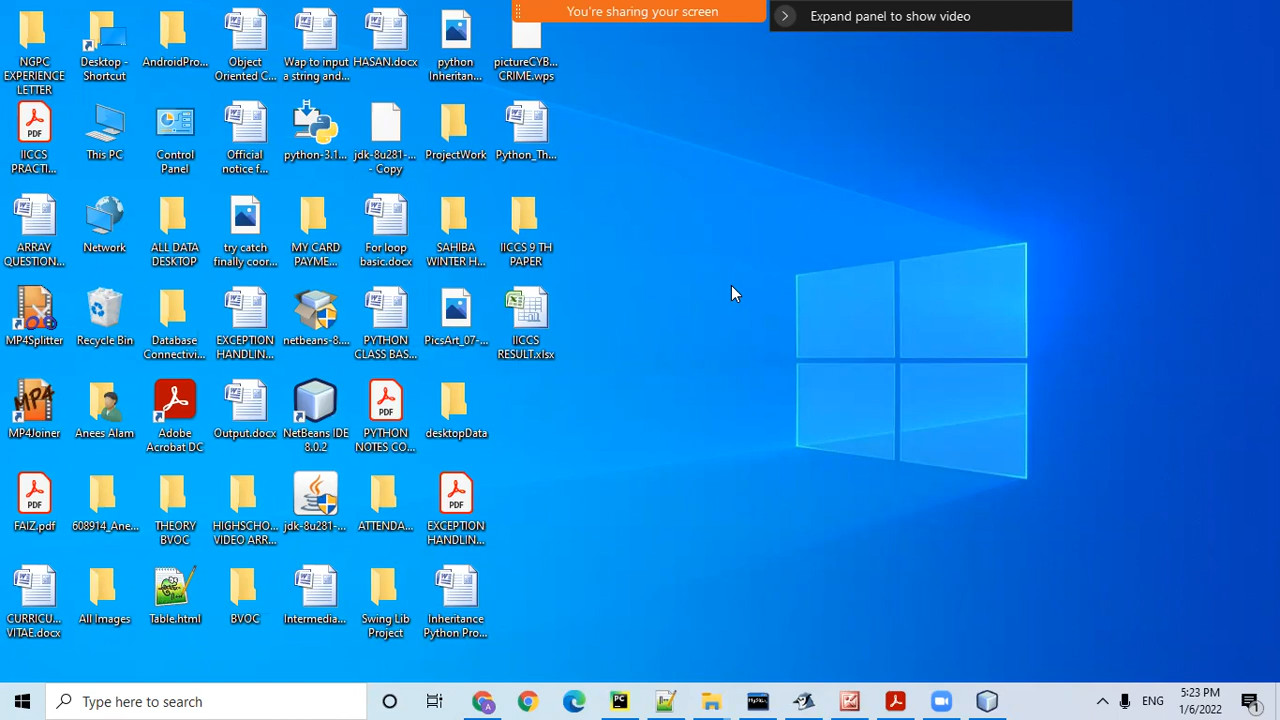 You're sharing your screen
Expand panel to show video
NGPC
EXPERIENCE
LETTER
Desktop -
Shortcut
AndroidPro...
Object
Oriented C...
Wap to input
a string and...
HASAN.docx
python
Inheritan...
pictureCYB...
CRIME.wps
IICCS
PRACTI...
This PC
Control
Panel
Official
notice f...
python-3.1...
jdk-8u281-...
- Copy
ProjectWork
Python_Th...
ARRAY
QUESTION...
Network
ALL DATA
DESKTOP
try catch
finally coor...
MY CARD
PAYME...
For loop
basic.docx
SAHIBA
WINTER H...
IICCS 9 TH
PAPER
MP4Splitter
Recycle Bin
Database
Connectivi...
EXCEPTION
HANDLIN...
netbeans-8....
PYTHON
CLASS BAS...
PicsArt_07-...
IICCS
RESULT.xlsx
MP4Joiner
Anees Alam
Adobe
Acrobat DC
Output.docx
NetBeans IDE
8.0.2
PYTHON
NOTES CO...
desktopData
FAIZ.pdf
608914_Ane...
THEORY
BVOC
HIGHSCHO...
VIDEO ARR...
jdk-8u281-...
ATTENDA...
EXCEPTION
HANDLIN...
CURRICU...
VITAE.docx
All Images
Table.html
BVOC
Intermedia...
Swing Lib
Project
Inheritance
Python Pro...
Type here to search
ENG
5:23 PM
1/6/2022